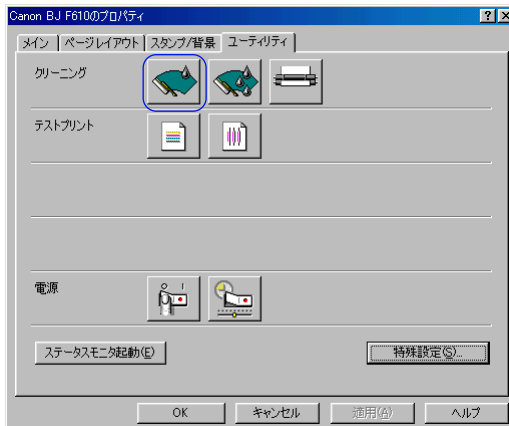 Canon BJ F610のプロパティ
メイン ページレイアウト スタンプ/背景 ユーティリティ
クリーニング
テストプリント
電源
ステータスモニタ起動(E) 特殊設定(S)...
OK キャンセル 適用(A) ヘルプ